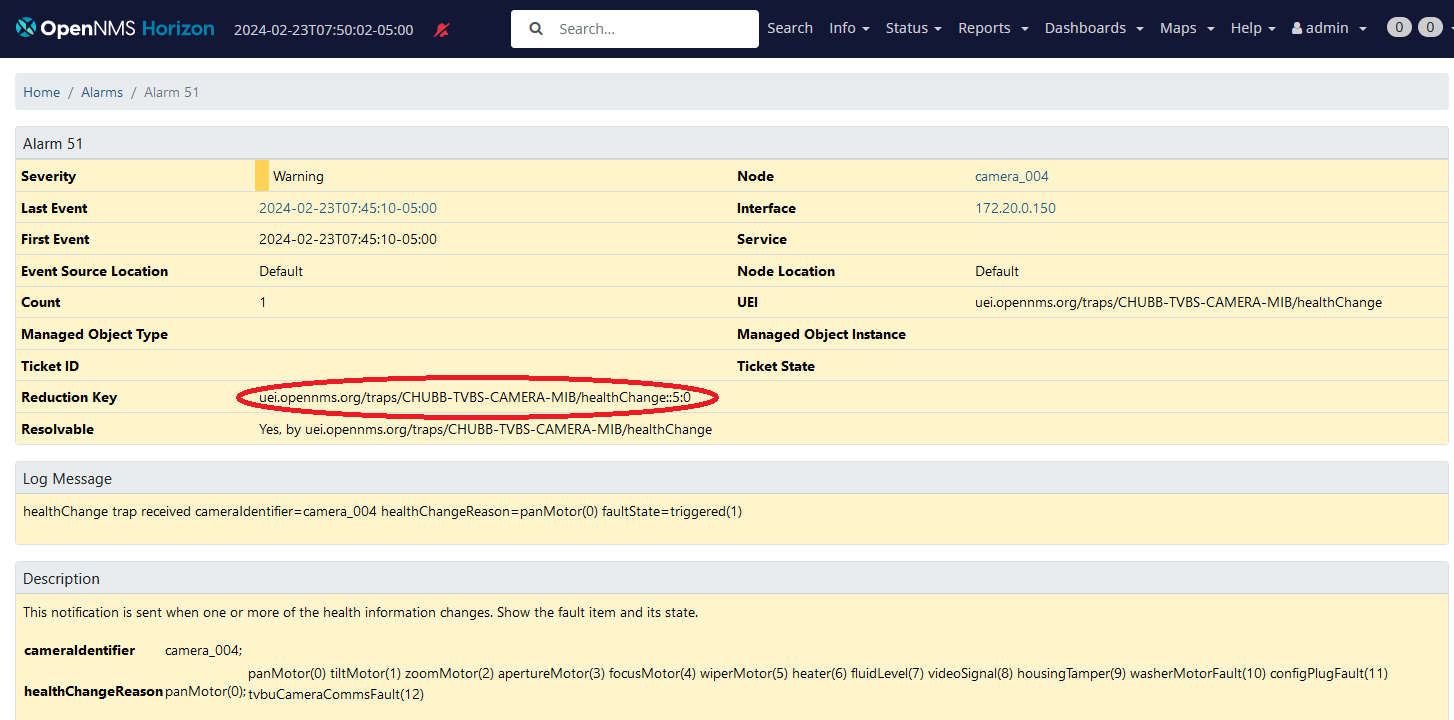 OpenNMS Horizon 2024-02-23T07:50:02-05:00 Search... Search Info Status Reports Dashboards Maps Help admin 0 0
Home / Alarms / Alarm 51
Alarm 51
Severity Warning Node camera_004
Last Event 2024-02-23T07:45:10-05:00 Interface 172.20.0.150
First Event 2024-02-23T07:45:10-05:00 Service
Event Source Location Default Node Location Default
Count 1 UEI uei.opennms.org/traps/CHUBB-TVBS-CAMERA-MIB/healthChange
Managed Object Type Managed Object Instance
Ticket ID Ticket State
Reduction Key uei.opennms.org/traps/CHUBB-TVBS-CAMERA-MIB/healthChange::5:0
Resolvable Yes, by uei.opennms.org/traps/CHUBB-TVBS-CAMERA-MIB/healthChange
Log Message
healthChange trap received cameraIdentifier=camera_004 healthChangeReason=panMotor(0) faultState=triggered(1)
Description
This notification is sent when one or more of the health information changes. Show the fault item and its state.
cameraIdentifier camera_004;
healthChangeReason panMotor(0); panMotor(0) tiltMotor(1) zoomMotor(2) apertureMotor(3) focusMotor(4) wiperMotor(5) heater(6) fluidLevel(7) videoSignal(8) housingTamper(9) washerMotorFault(10) configPlugFault(11)
tvbuCameraCommsFault(12)